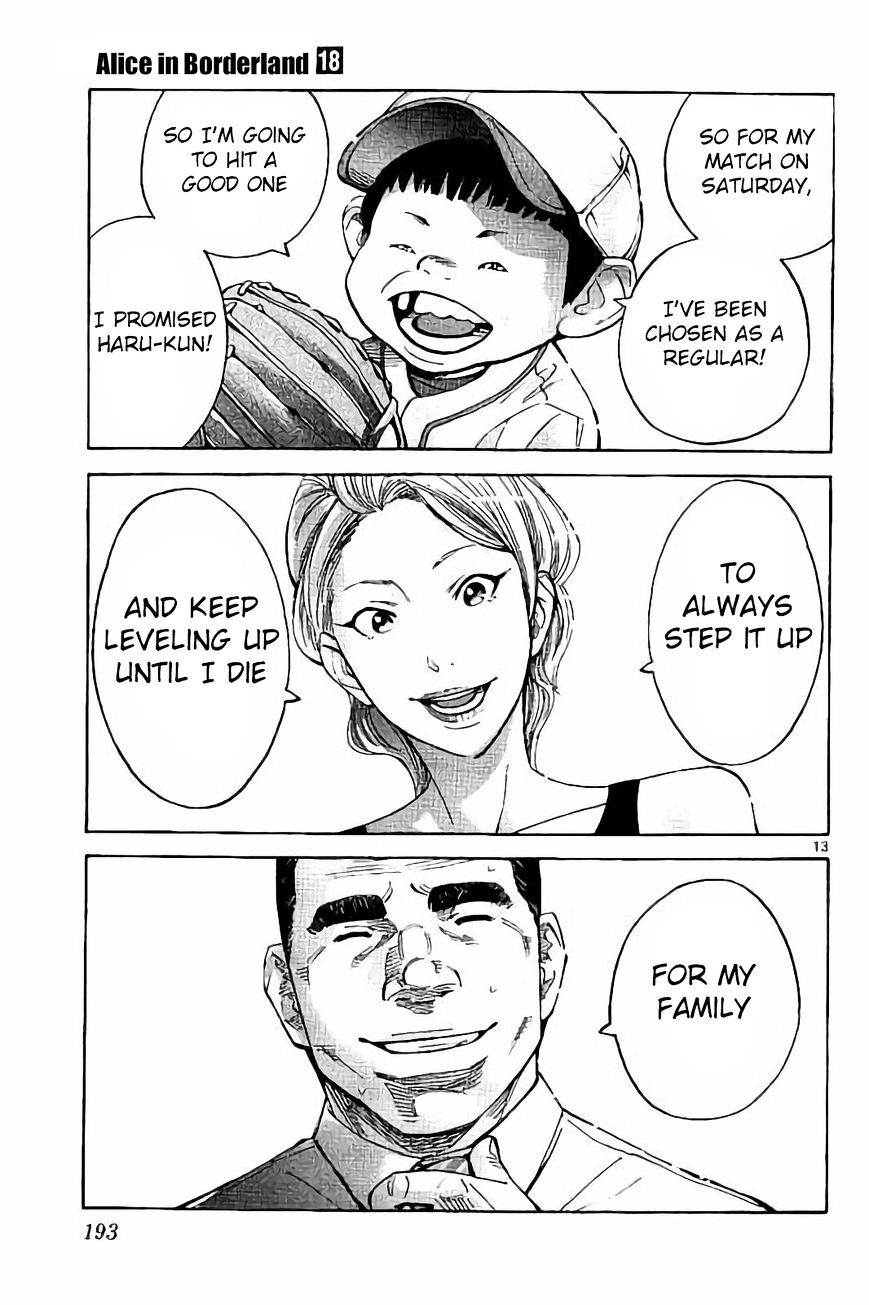 Alice in Borderland 18
SO FOR MY
MATCH ON
SATURDAY,
I'VE BEEN
CHOSEN AS A
REGULAR!
SO I'M GOING
TO HIT A
GOOD ONE
I PROMISED
HARU-KUN!
TO
ALWAYS
STEP IT UP
AND KEEP
LEVELING UP
UNTIL I DIE
13
FOR MY
FAMILY
193